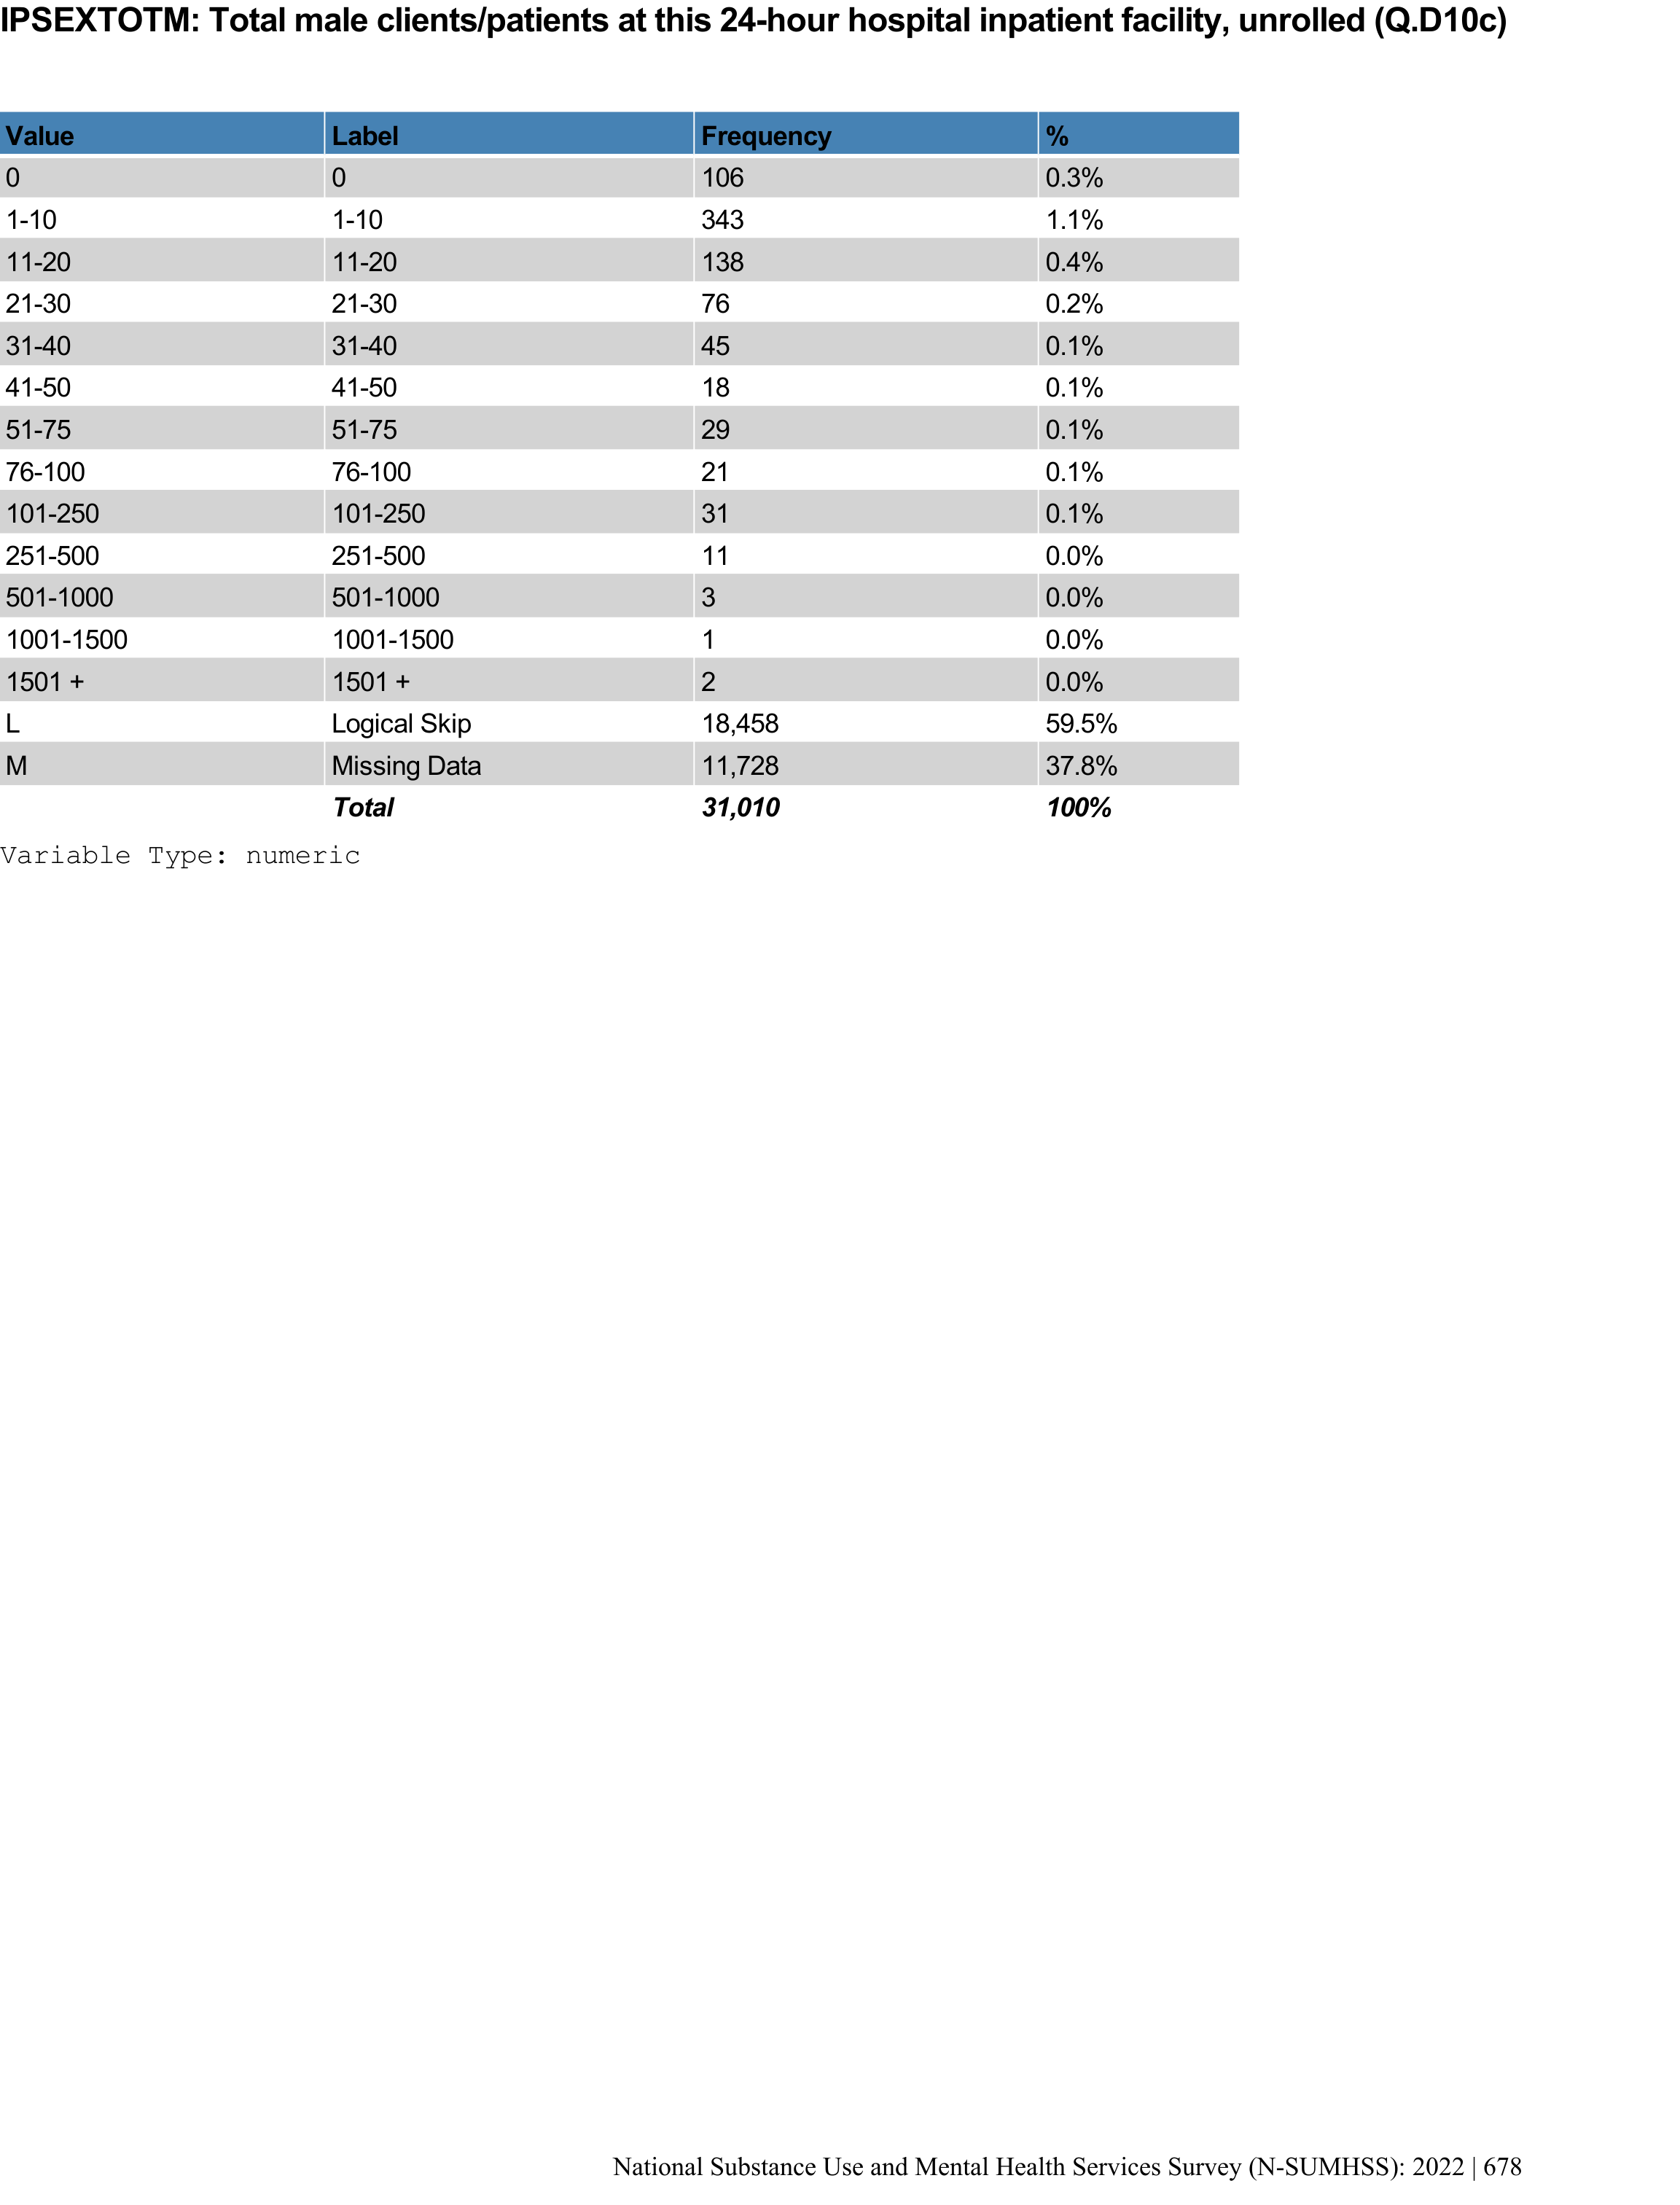 IPSEXTOTM: Total male clients/patients at this 24-hour hospital inpatient facility, unrolled (Q.D10c)
Value Label Frequency %
0 0 106 0.3%
1-10 1-10 343 1.1%
11-20 11-20 138 0.4%
21-30 21-30 76 0.2%
31-40 31-40 45 0.1%
41-50 41-50 18 0.1%
51-75 51-75 29 0.1%
76-100 76-100 21 0.1%
101-250 101-250 31 0.1%
251-500 251-500 11 0.0%
501-1000 501-1000 3 0.0%
1001-1500 1001-1500 1 0.0%
1501 + 1501 + 2 0.0%
L Logical Skip 18,458 59.5%
M Missing Data 11,728 37.8%
Total 31,010 100%
Variable Type: numeric
National Substance Use and Mental Health Services Survey (N-SUMHSS): 2022 | 678